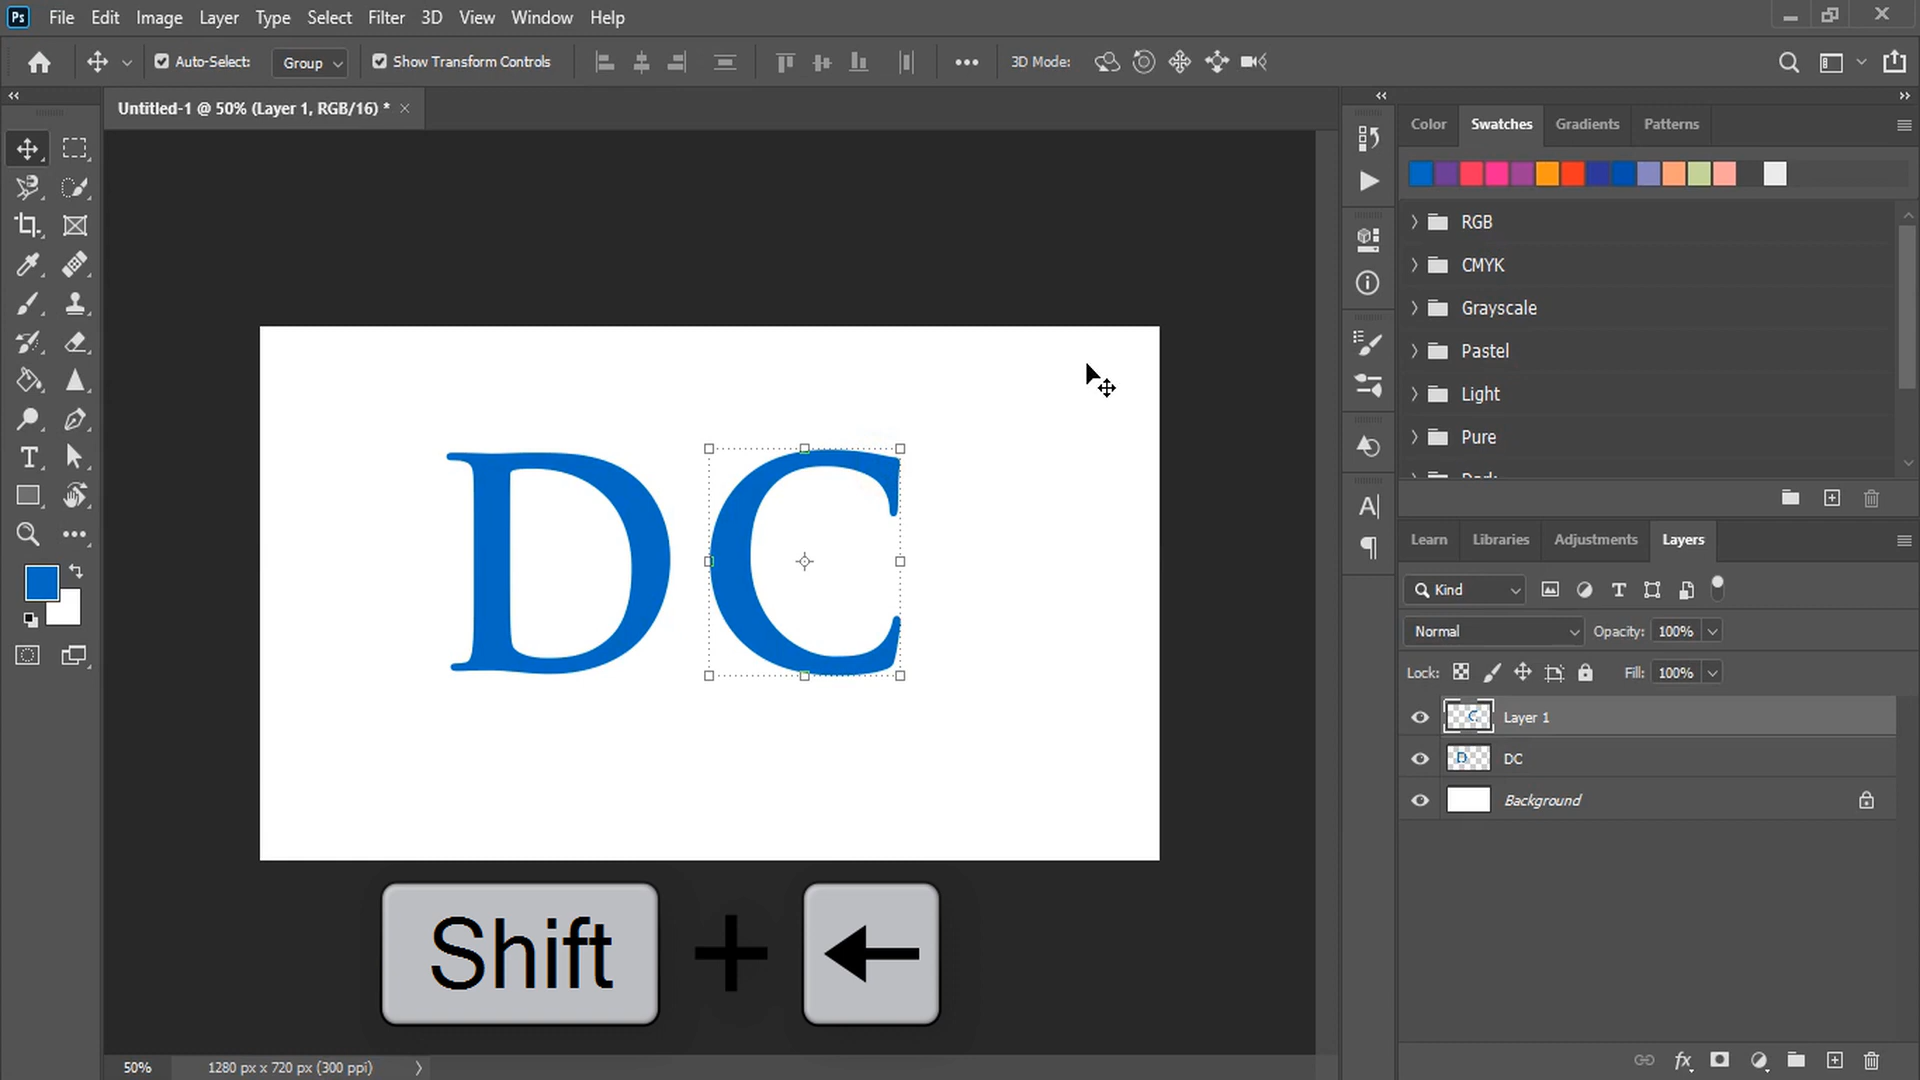 Ps File Edit Image Layer Type Select Filter 3D View Window Help
Auto-Select: Group Show Transform Controls 3D Mode:
Untitled-1 @ 50% (Layer 1, RGB/16) * ×
Color Swatches Gradients Patterns
RGB
CMYK
Grayscale
Pastel
Light
Pure
DC
Learn Libraries Adjustments Layers
Kind
Normal Opacity: 100%
Lock: Fill: 100%
Layer 1
DC
Background
Shift + ←
50% 1280 px x 720 px (300 ppi)